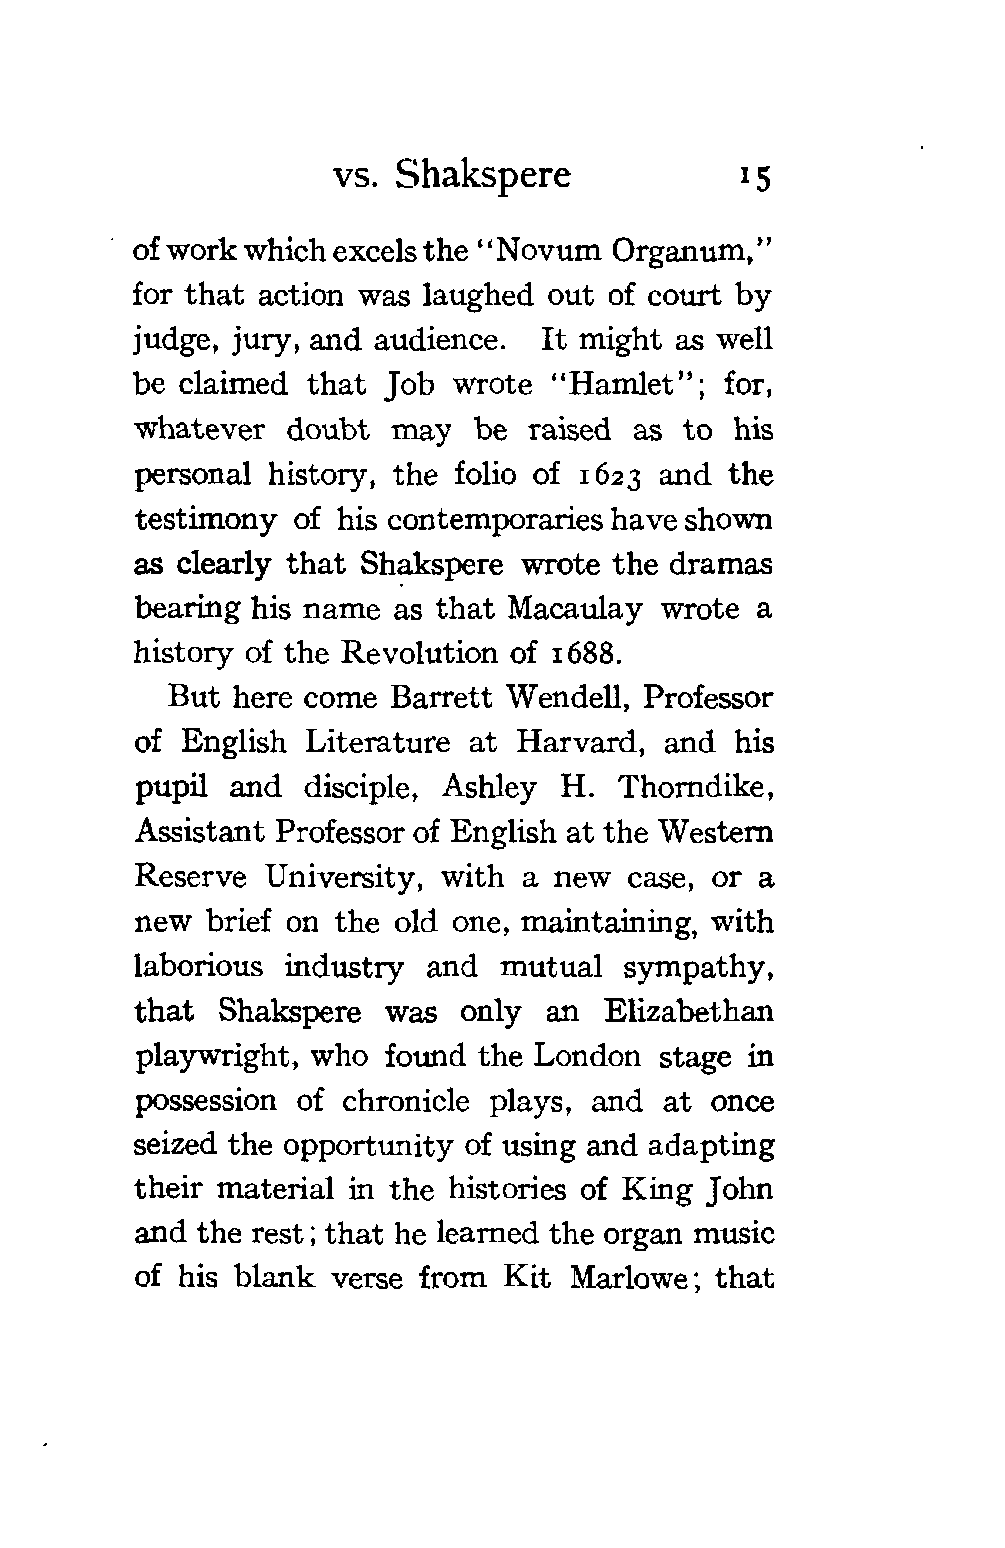 vs. Shakspere 15
of work which excels the "Novum Organum,"
for that action was laughed out of court by
judge, jury, and audience. It might as well
be claimed that Job wrote "Hamlet"; for,
whatever doubt may be raised as to his
personal history, the folio of 1623 and the
testimony of his contemporaries have shown
as clearly that Shakspere wrote the dramas
bearing his name as that Macaulay wrote a
history of the Revolution of 1688.
But here come Barrett Wendell, Professor
of English Literature at Harvard, and his
pupil and disciple, Ashley H. Thorndike,
Assistant Professor of English at the Western
Reserve University, with a new case, or a
new brief on the old one, maintaining, with
laborious industry and mutual sympathy,
that Shakspere was only an Elizabethan
playwright, who found the London stage in
possession of chronicle plays, and at once
seized the opportunity of using and adapting
their material in the histories of King John
and the rest; that he learned the organ music
of his blank verse from Kit Marlowe; that